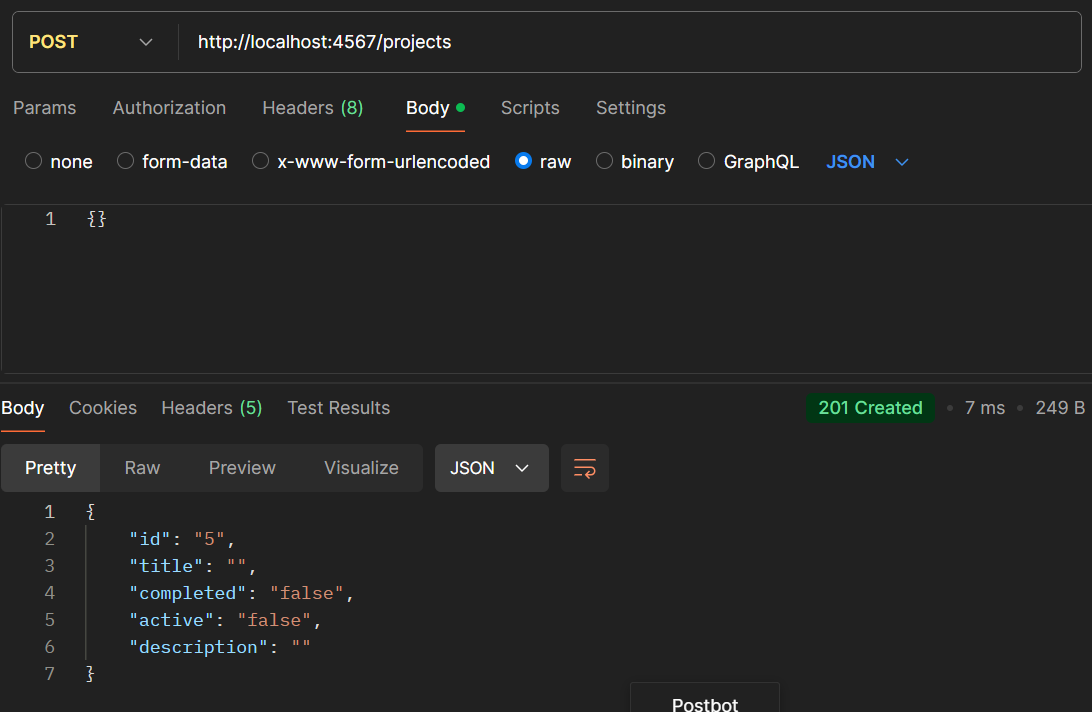 POST http://localhost:4567/projects
Params Authorization Headers (8) Body Scripts Settings
none form-data x-www-form-urlencoded raw binary GraphQL JSON
1 {}
Body Cookies Headers (5) Test Results 201 Created 7 ms 249 B
Pretty Raw Preview Visualize JSON
1 {
2 "id": "5",
3 "title": "",
4 "completed": "false",
5 "active": "false",
6 "description": ""
7 }
Postbot